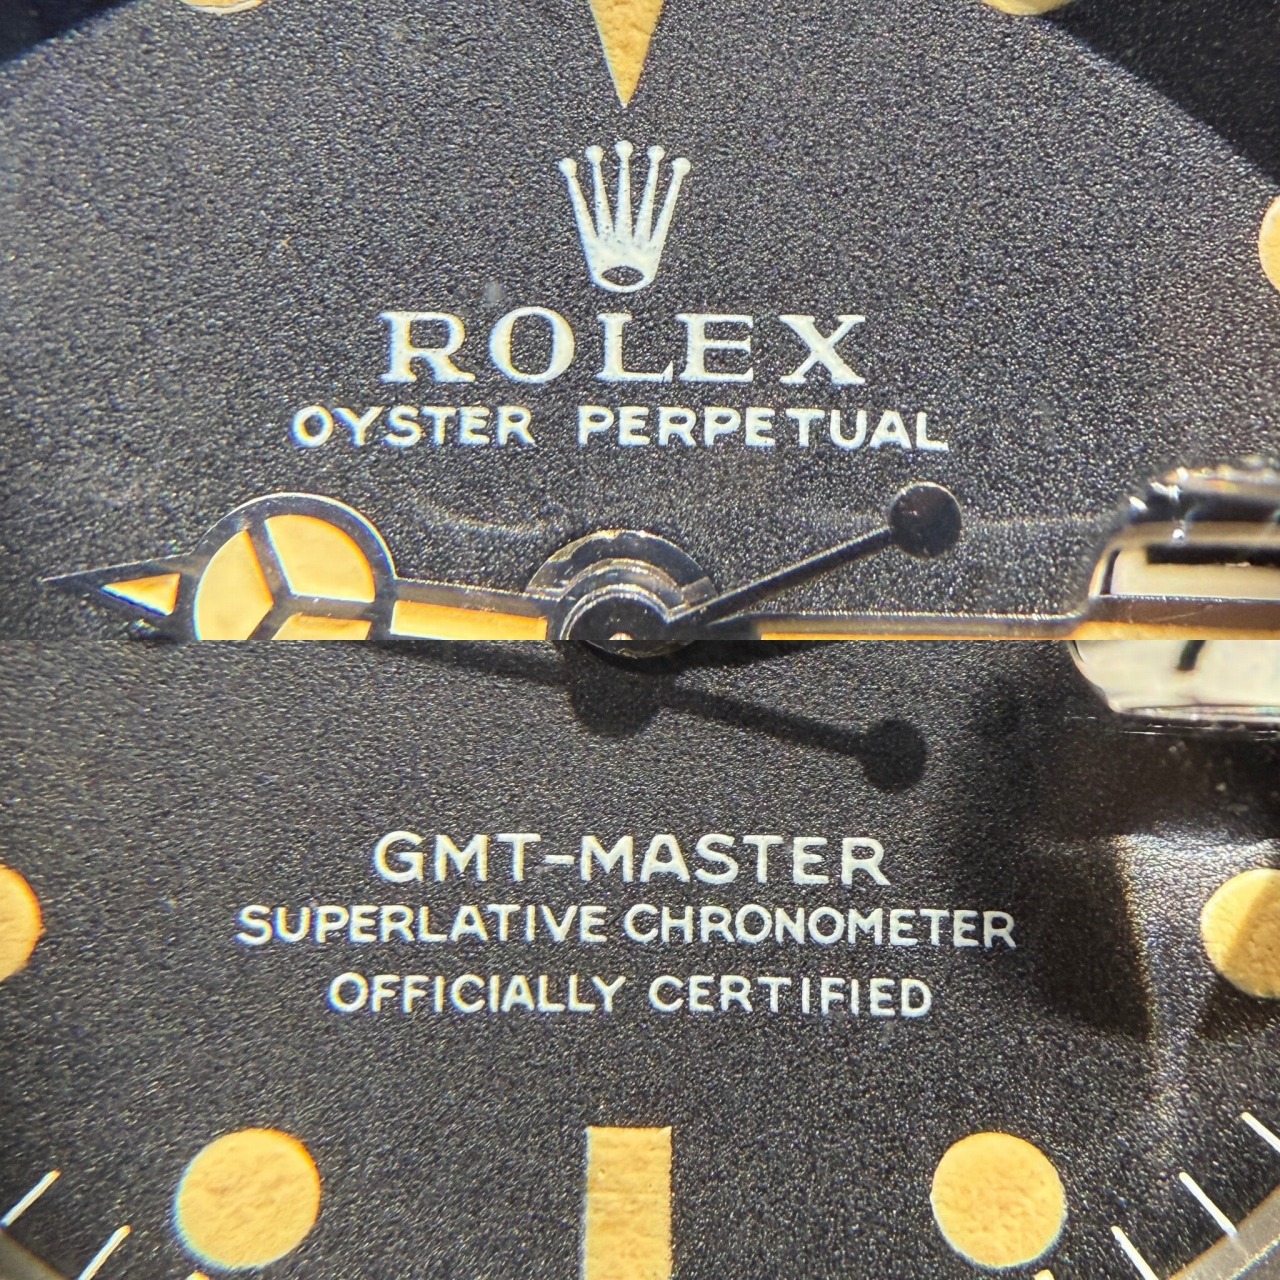 ROLEX
OYSTER PERPETUAL
GMT-MASTER
SUPERLATIVE CHRONOMETER
OFFICIALLY CERTIFIED